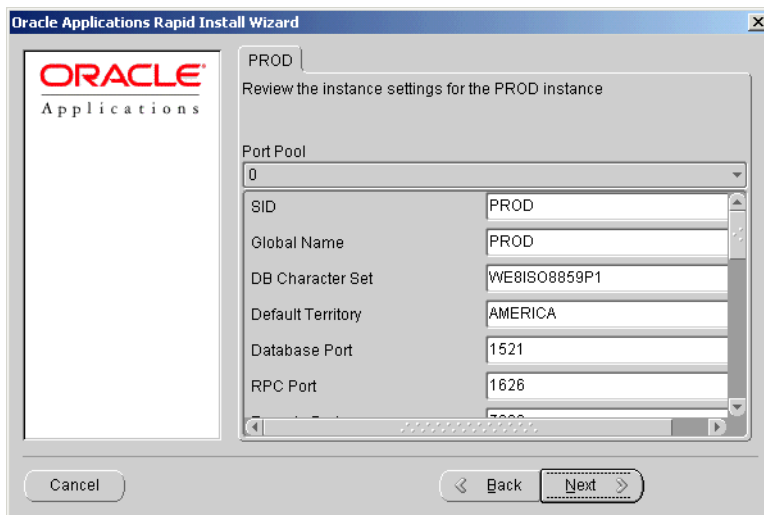 Oracle Applications Rapid Install Wizard
ORACLE
Applications
PROD
Review the instance settings for the PROD instance
Port Pool
0
SID PROD
Global Name PROD
DB Character Set WE8ISO8859P1
Default Territory AMERICA
Database Port 1521
RPC Port 1626
Cancel Back Next